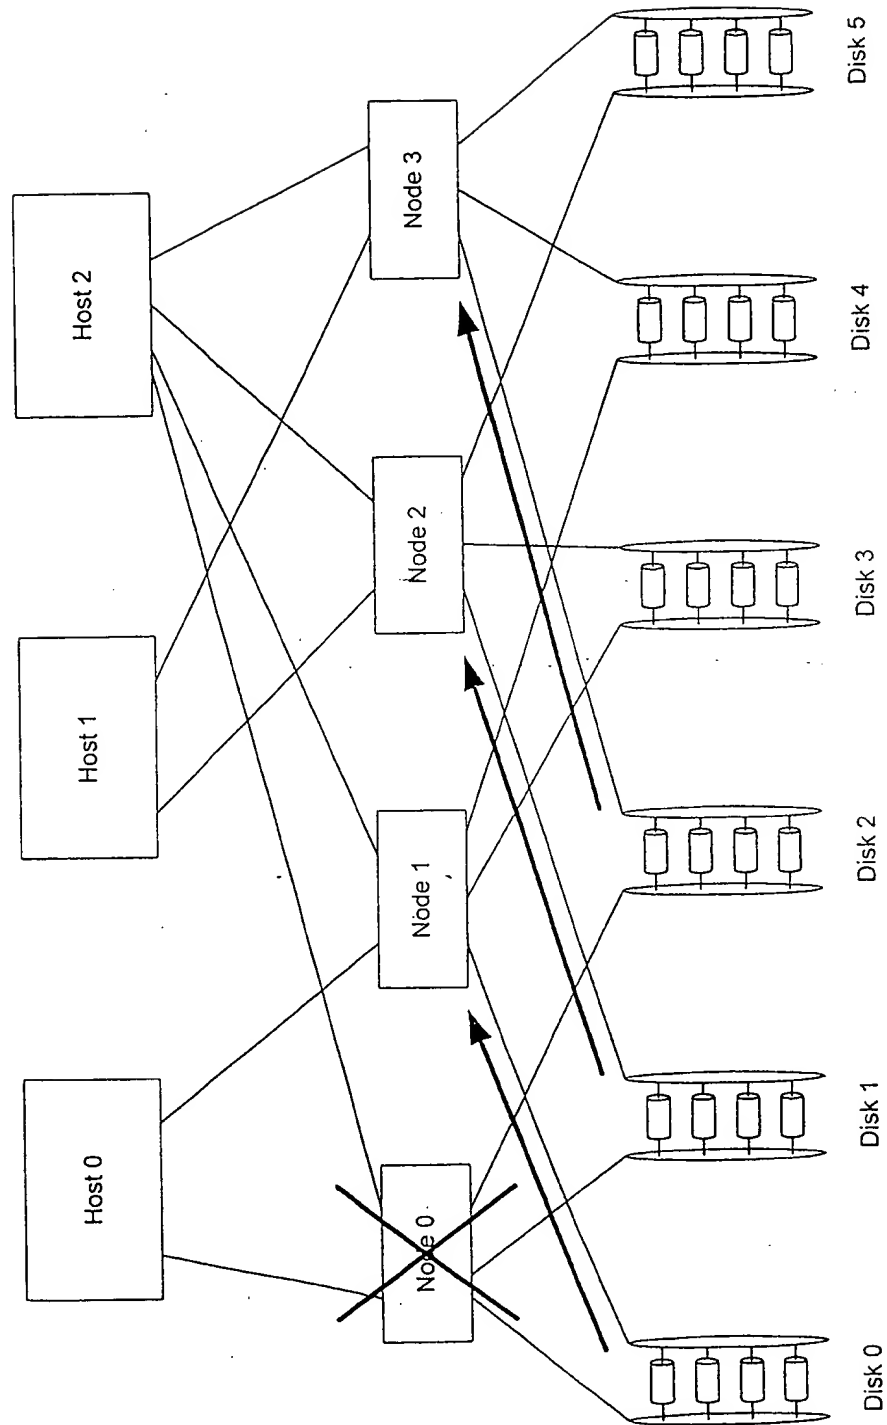 Host 0
Host 1
Host 2
Node 0
Node 1
Node 2
Node 3
Disk 0
Disk 1
Disk 2
Disk 3
Disk 4
Disk 5